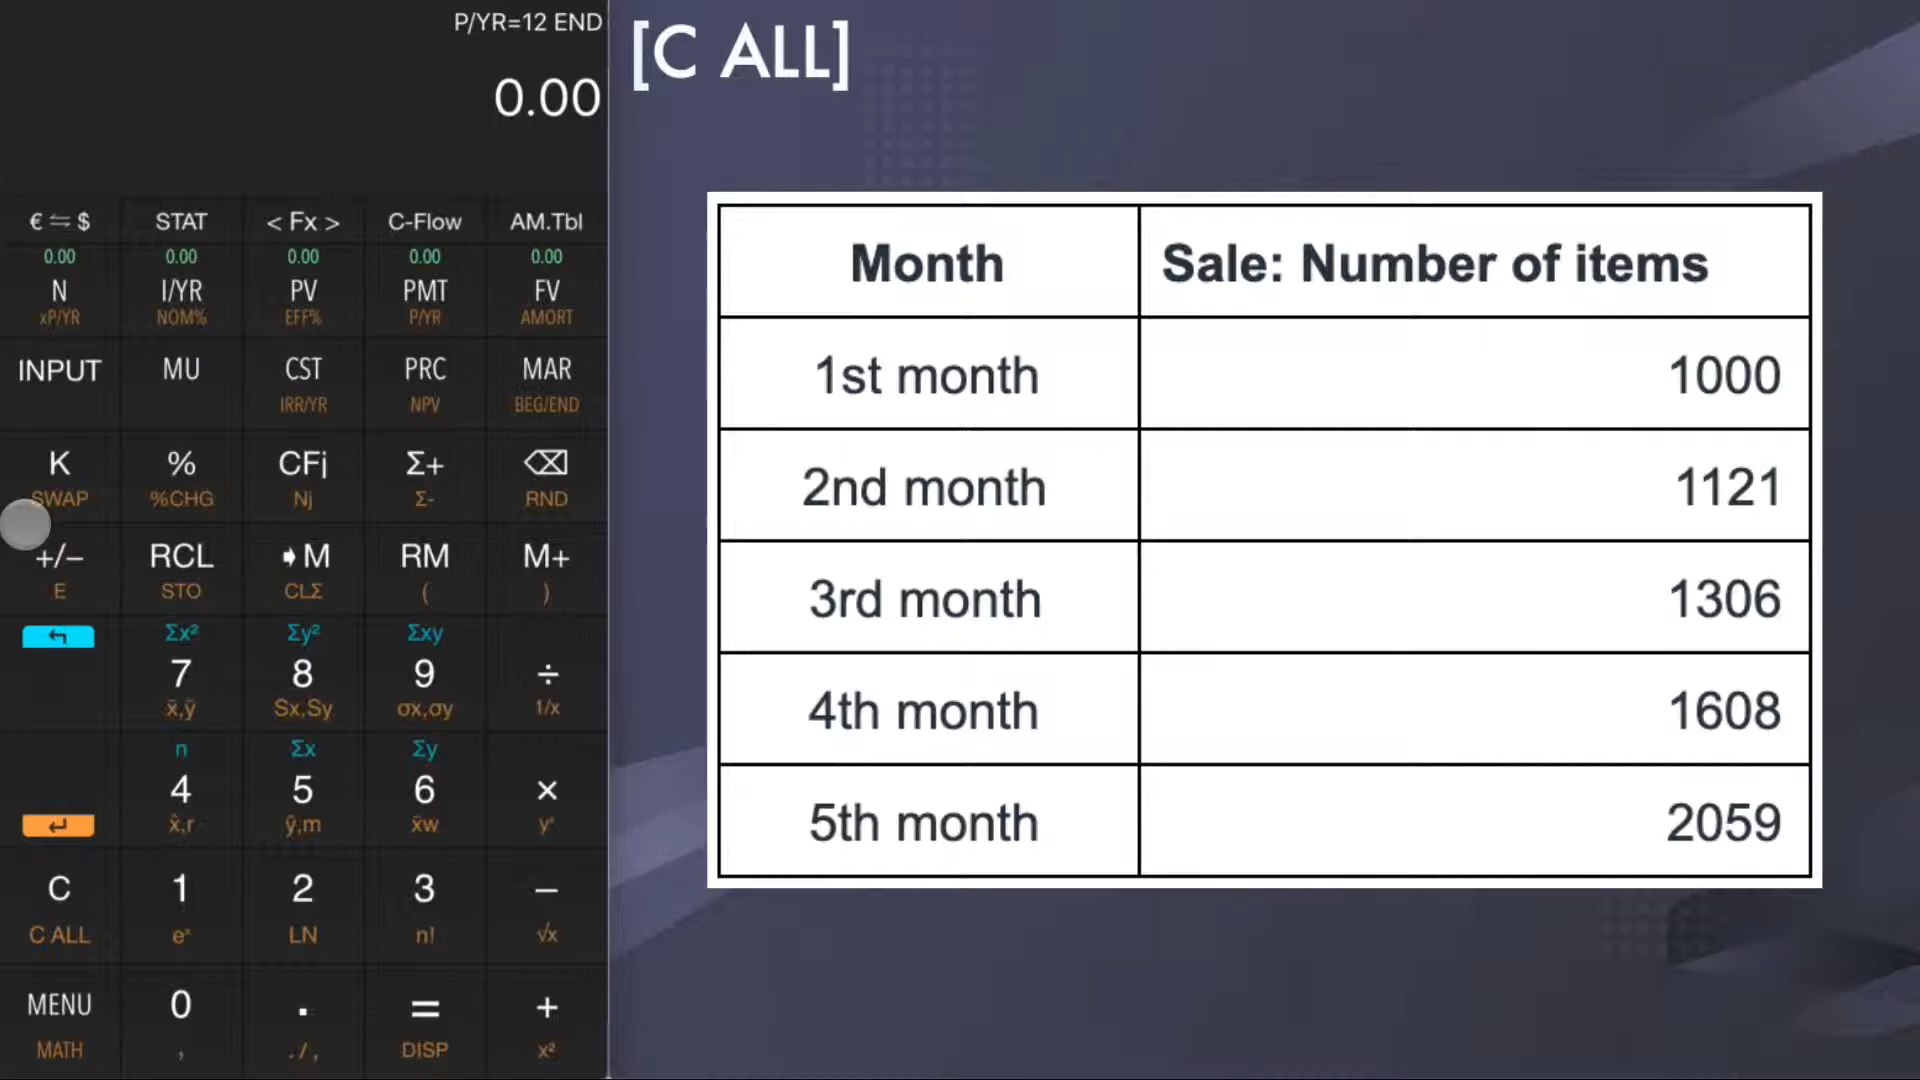 P/YR=12 END
0.00
€ ⇋ $ STAT < Fx > C-Flow AM.Tbl
0.00 0.00 0.00 0.00 0.00
N I/YR PV PMT FV
xP/YR NOM% EFF% P/YR AMORT
INPUT MU CST PRC MAR
IRR/YR NPV BEG/END
K % CFj Σ+ ⌫
SWAP %CHG Nj Σ- RND
+/− RCL ➧M RM M+
E STO CLΣ ( )
Σx² Σy² Σxy
7 8 9 ÷
x̄,ȳ Sx,Sy σx,σy 1/x
n Σx Σy
4 5 6 ×
x̂,r ŷ,m x̄w yˣ
C 1 2 3 −
C ALL eˣ LN n! √x
MENU 0 . = +
MATH , ./, DISP x²
[C ALL]
Month Sale: Number of items
1st month 1000
2nd month 1121
3rd month 1306
4th month 1608
5th month 2059